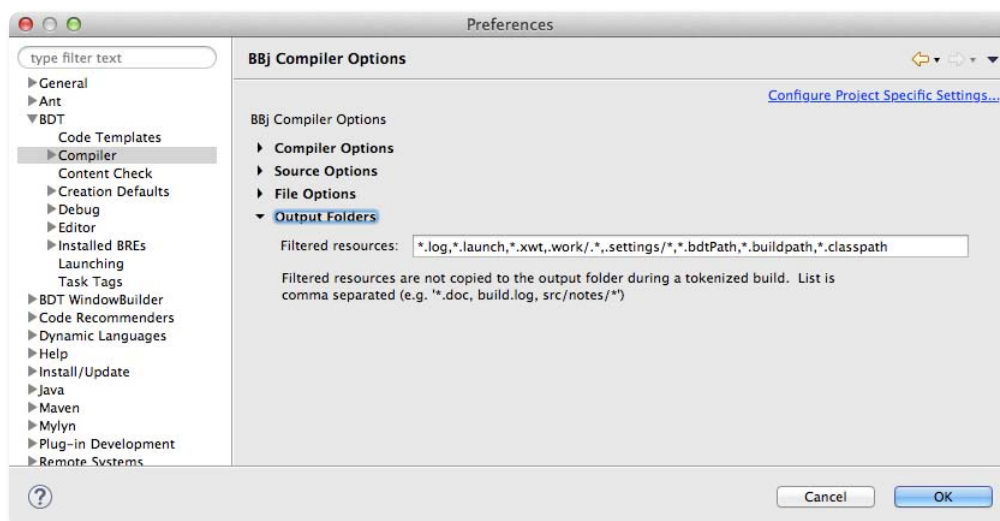 Preferences
type filter text
General
Ant
BDT
Code Templates
Compiler
Content Check
Creation Defaults
Debug
Editor
Installed BREs
Launching
Task Tags
BDT WindowBuilder
Code Recommenders
Dynamic Languages
Help
Install/Update
Java
Maven
Mylyn
Plug-in Development
Remote Systems
BBj Compiler Options
Configure Project Specific Settings...
BBj Compiler Options
Compiler Options
Source Options
File Options
Output Folders
Filtered resources: *.log,*.launch,*.xwt,.work/.*,.settings/*,*.bdtPath,*.buildpath,*.classpath
Filtered resources are not copied to the output folder during a tokenized build. List is
comma separated (e.g. '*.doc, build.log, src/notes/*')
?
Cancel
OK